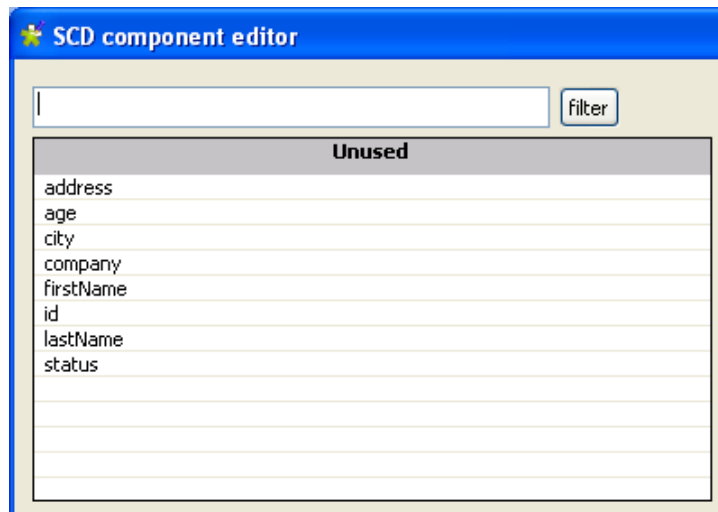 SCD component editor
filter
Unused
address
age
city
company
firstName
id
lastName
status